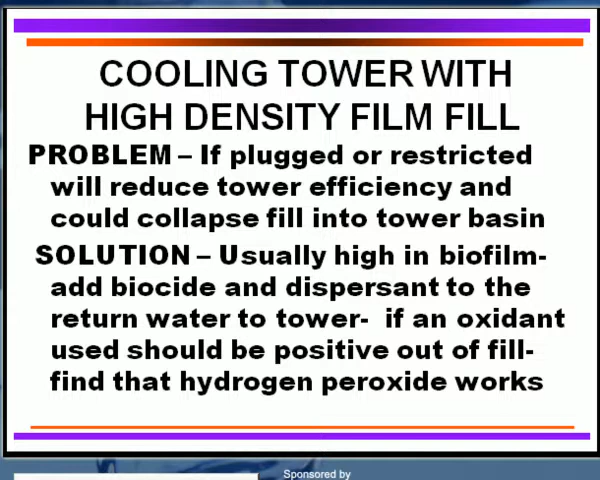 COOLING TOWER WITH
HIGH DENSITY FILM FILL
PROBLEM – If plugged or restricted
will reduce tower efficiency and
could collapse fill into tower basin
SOLUTION – Usually high in biofilm-
add biocide and dispersant to the
return water to tower- if an oxidant
used should be positive out of fill-
find that hydrogen peroxide works
Sponsored by